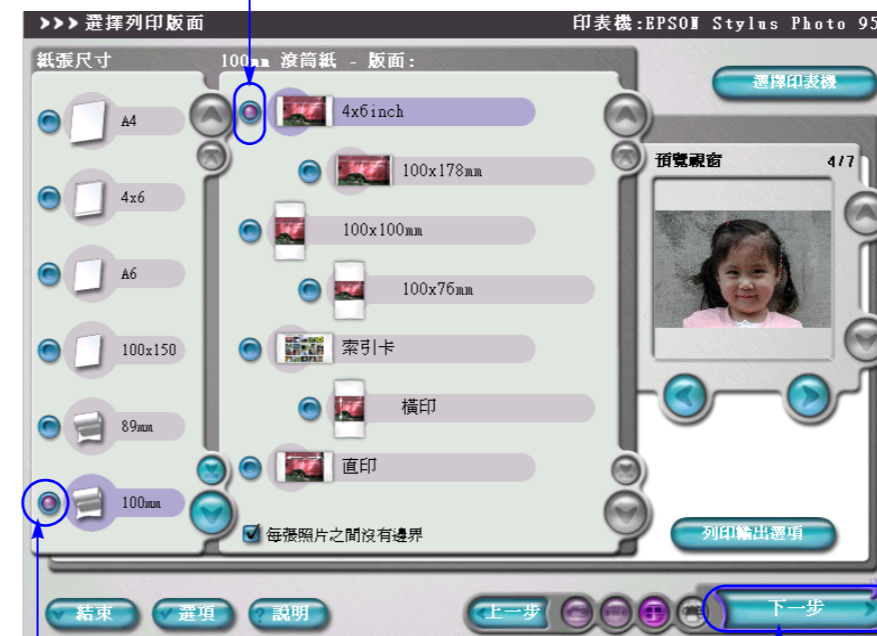 >>> 選擇列印版面
印表機:EPSON Stylus Photo 95
紙張尺寸
100mm 滾筒紙 - 版面:
選擇印表機
A4
4x6
A6
100x150
89mm
100mm
4x6inch
100x178mm
100x100mm
100x76mm
索引卡
橫印
直印
每張照片之間沒有邊界
預覽視窗
4/7
列印輸出選項
結束
選項
? 說明
上一步
下一步